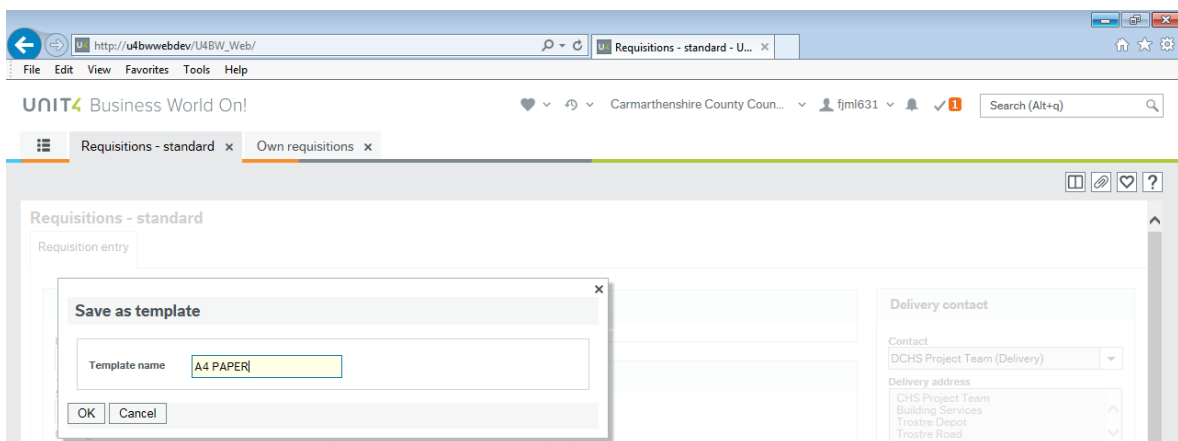 http://u4bwwebdev/U4BW_Web/
Requisitions - standard - U...
File Edit View Favorites Tools Help
UNIT4 Business World On!
Carmarthenshire County Coun...
fjml631
1
Search (Alt+q)
Requisitions - standard
Own requisitions
?
Requisitions - standard
Requisition entry
Save as template
Template name
A4 PAPER
OK
Cancel
Delivery contact
Contact
DCHS Project Team (Delivery)
Delivery address
CHS Project Team
Building Services
Trostre Depot
Trostre Road